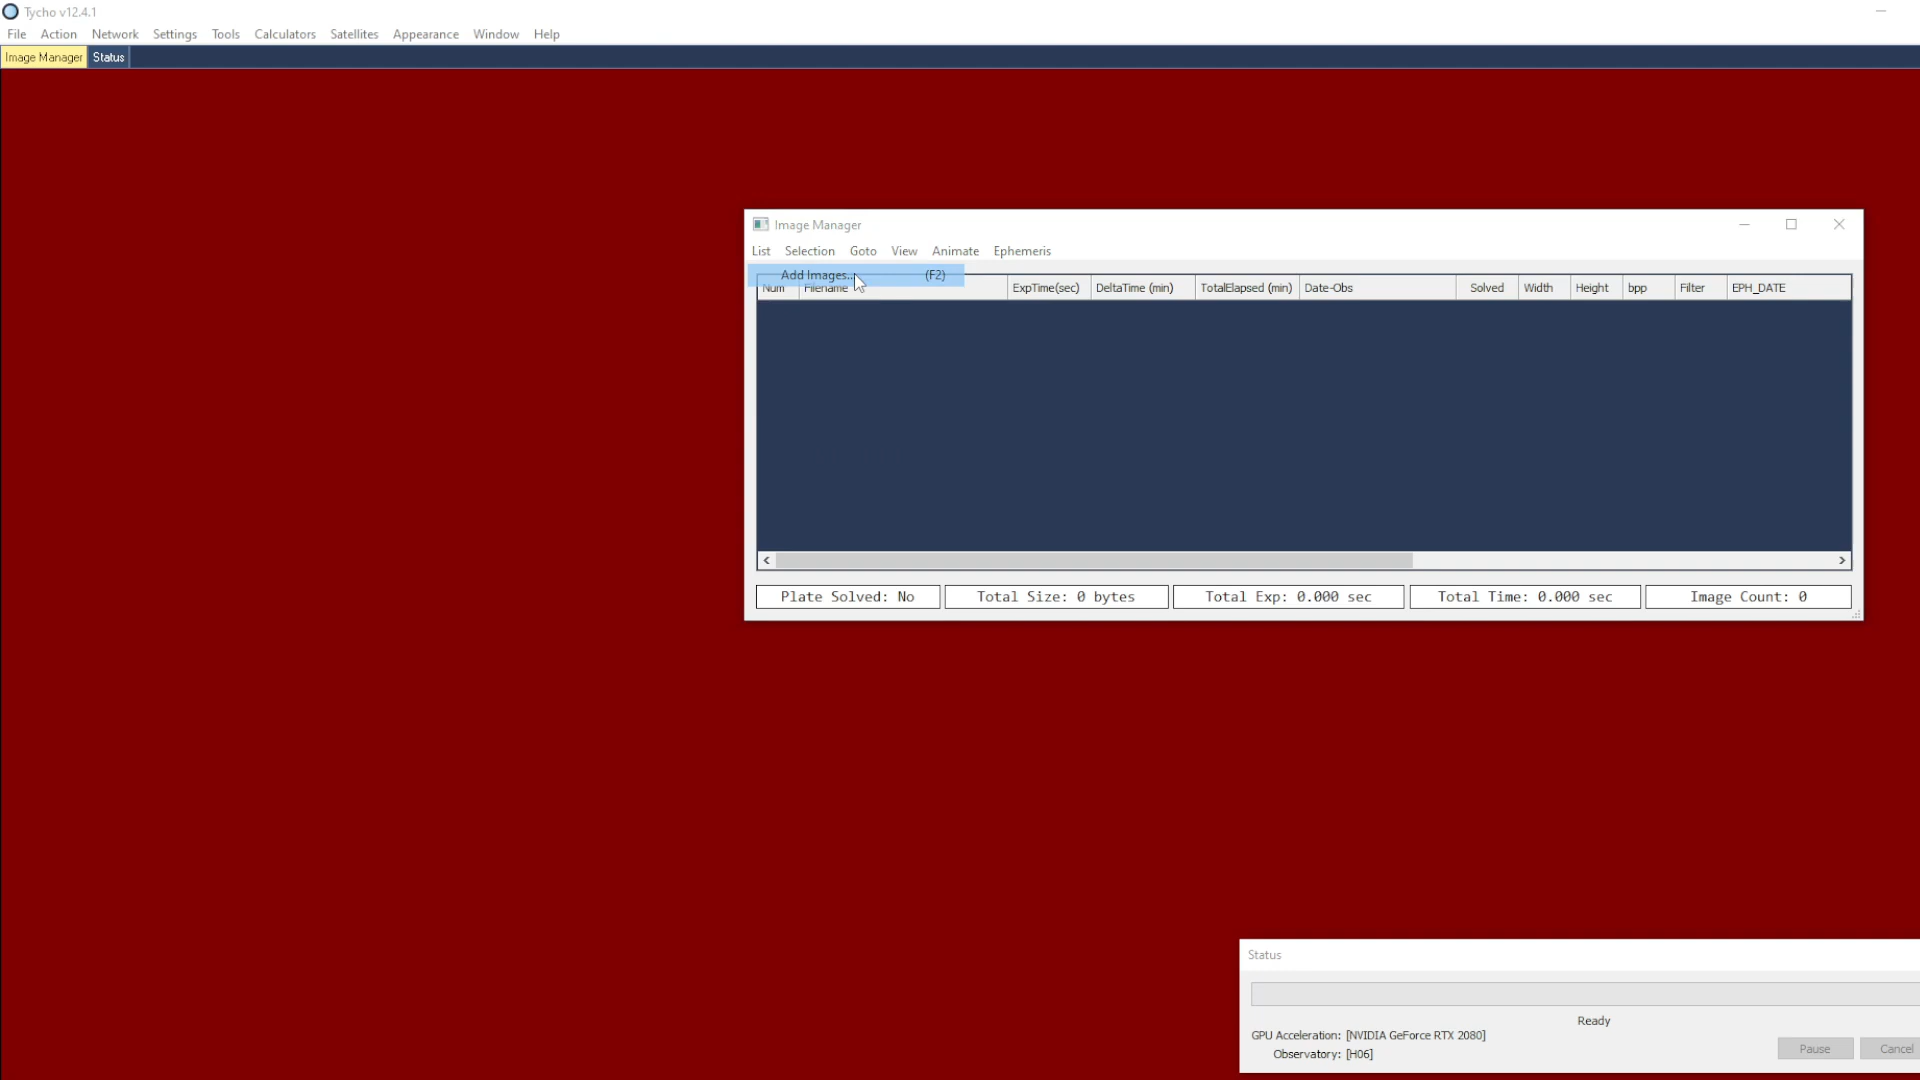 Tycho v12.4.1
File Action Network Settings Tools Calculators Satellites Appearance Window Help
Image Manager Status
Image Manager
List Selection Goto View Animate Ephemeris
Add Images... (F2)
Num Filename ExpTime(sec) DeltaTime (min) TotalElapsed (min) Date-Obs Solved Width Height bpp Filter EPH_DATE
Plate Solved: No Total Size: 0 bytes Total Exp: 0.000 sec Total Time: 0.000 sec Image Count: 0
Status
Ready
GPU Acceleration: [NVIDIA GeForce RTX 2080]
Observatory: [H06]
Pause Cancel